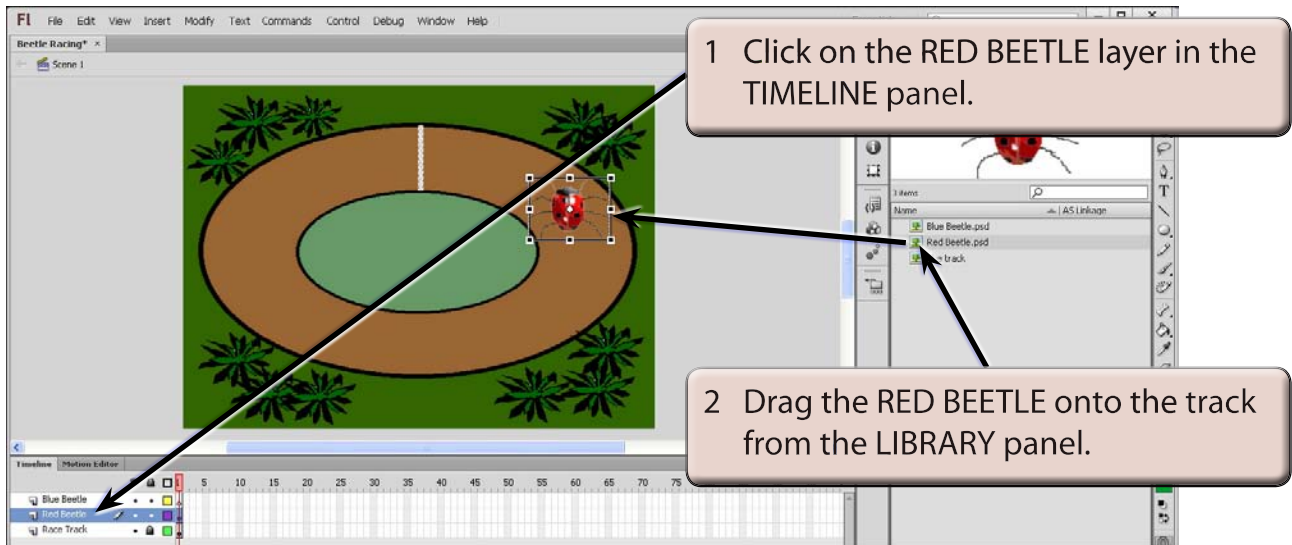 Fl File Edit View Insert Modify Text Commands Control Debug Window Help
Beetle Racing* ×
Scene 1
1 Click on the RED BEETLE layer in the
TIMELINE panel.
3 items
Name AS Linkage
Blue Beetle.psd
Red Beetle.psd
track
2 Drag the RED BEETLE onto the track
from the LIBRARY panel.
Timeline Motion Editor
1 5 10 15 20 25 30 35 40 45 50 55 60 65 70 75
Blue Beetle
Red Beetle
Race Track